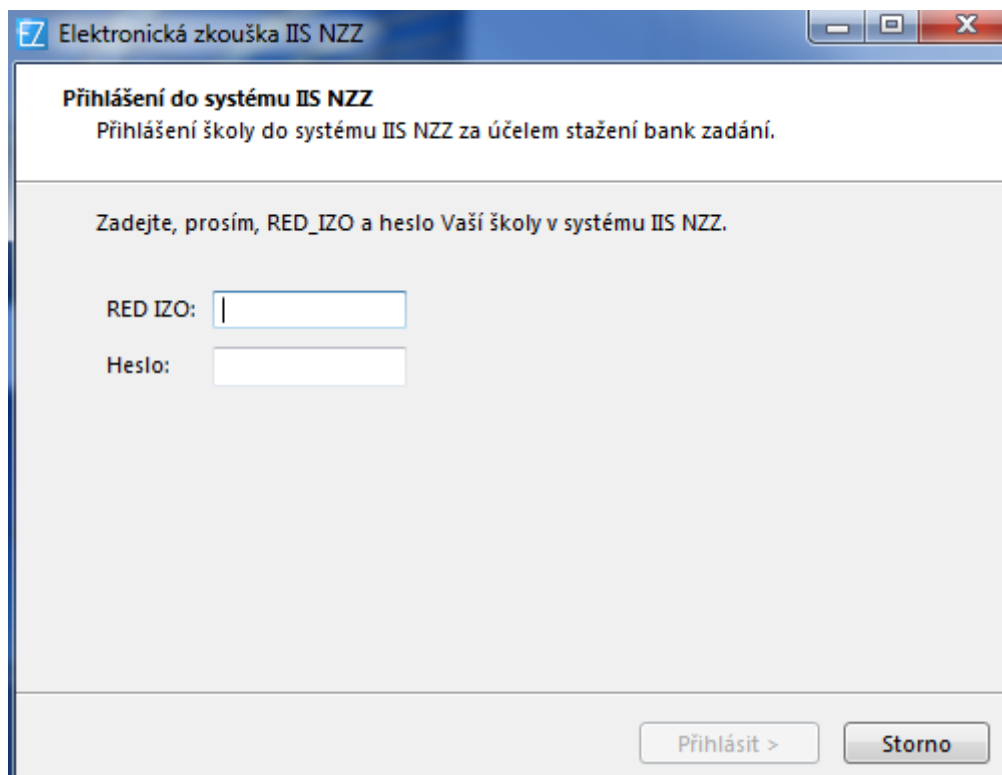 EZ Elektronická zkouška IIS NZZ
Přihlášení do systému IIS NZZ
Přihlášení školy do systému IIS NZZ za účelem stažení bank zadání.
Zadejte, prosím, RED_IZO a heslo Vaší školy v systému IIS NZZ.
RED IZO:
Heslo:
Přihlásit > Storno